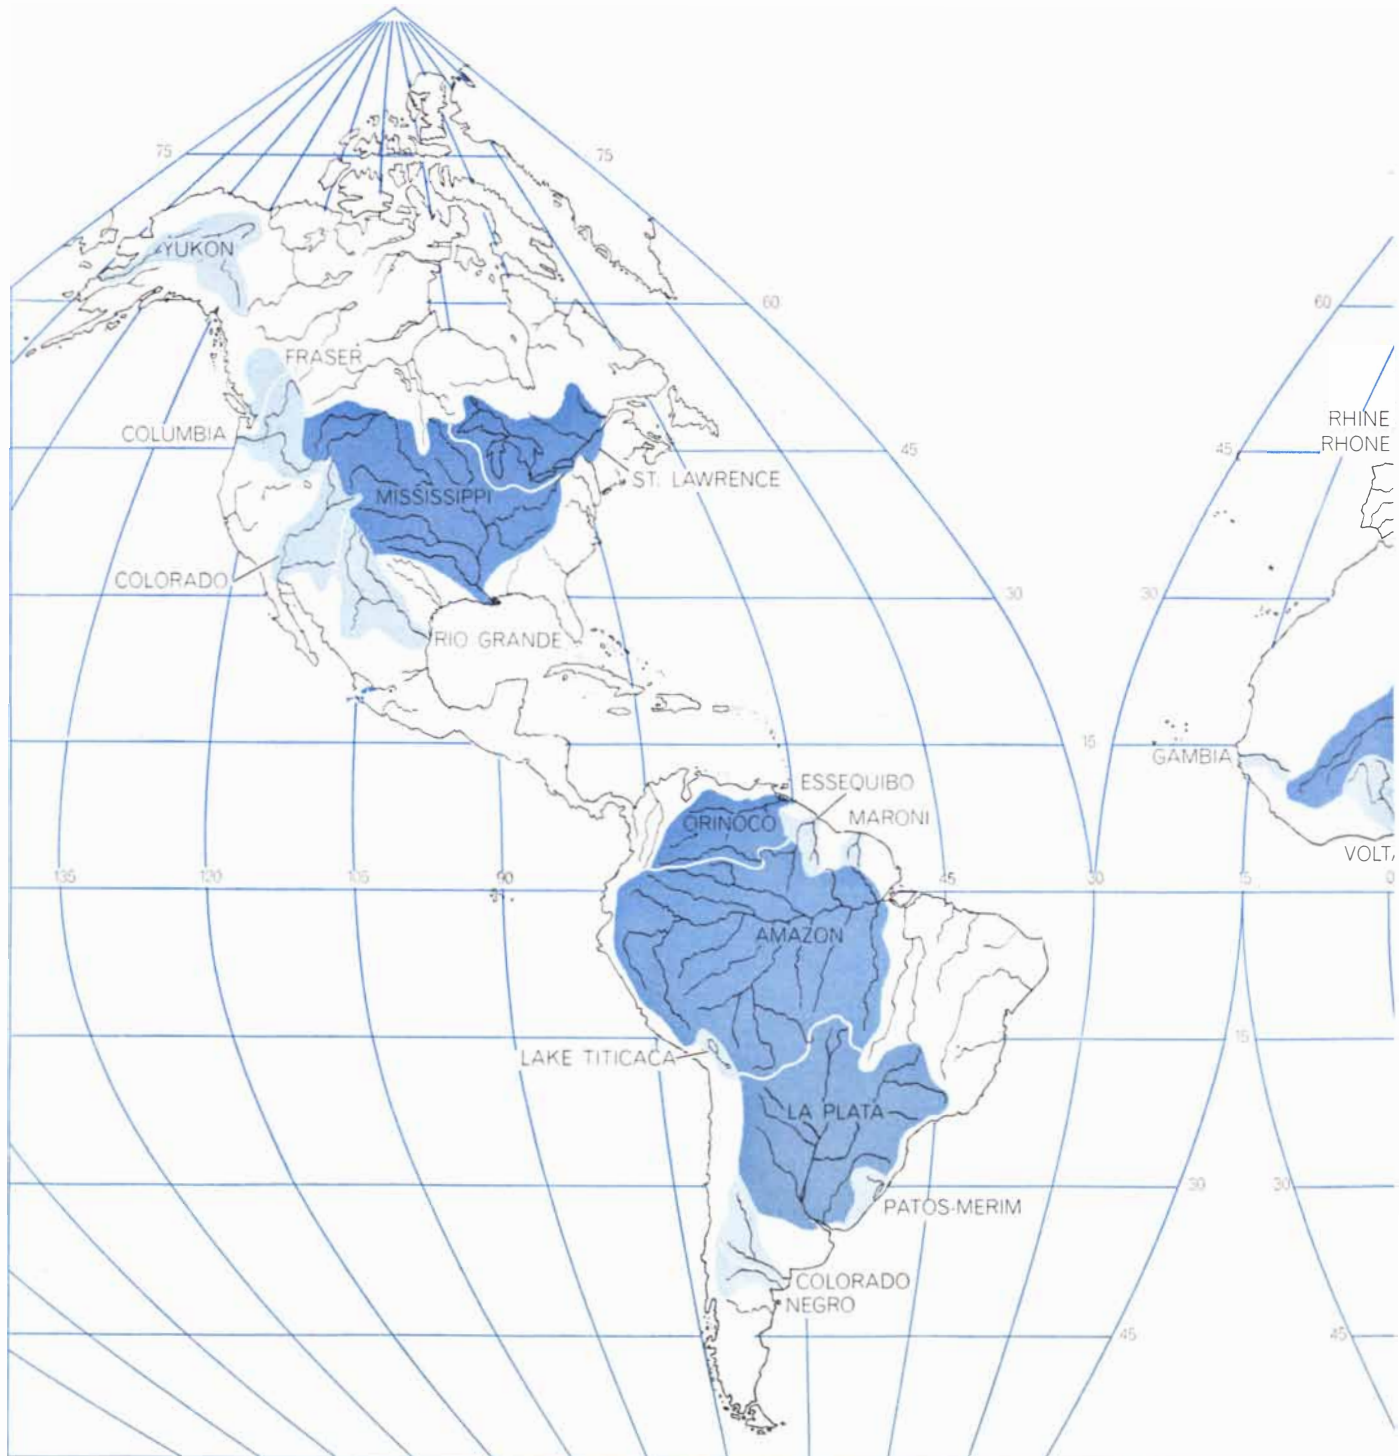 75
75
YUKON
60
60
FRASER
COLUMBIA
RHINE
RHONE
45
45
ST. LAWRENCE
MISSISSIPPI
COLORADO
30
30
RIO GRANDE
15
GAMBIA
ESSEQUIBO
ORINOCO
MARONI
VOLT
135
120
105
90
45
30
15
0
AMAZON
15
LAKE TITICACA
LA PLATA
30
30
PATOS-MERIM
COLORADO
NEGRO
45
45